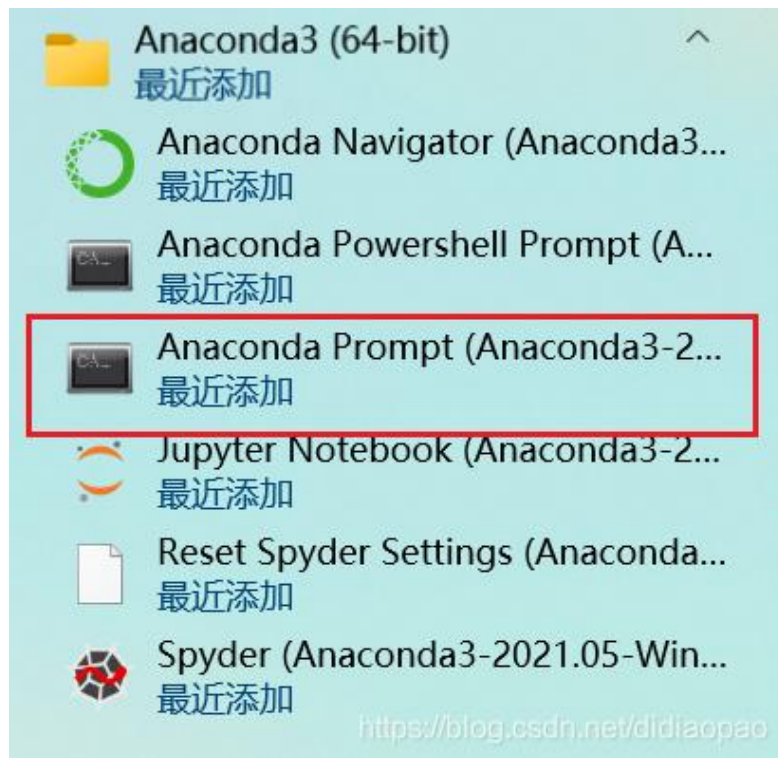 Anaconda3 (64-bit)
最近添加
Anaconda Navigator (Anaconda3...
最近添加
Anaconda Powershell Prompt (A...
最近添加
Anaconda Prompt (Anaconda3-2...
最近添加
Jupyter Notebook (Anaconda3-2...
最近添加
Reset Spyder Settings (Anaconda...
最近添加
Spyder (Anaconda3-2021.05-Win...
最近添加
https://blog.csdn.net/didiaopao